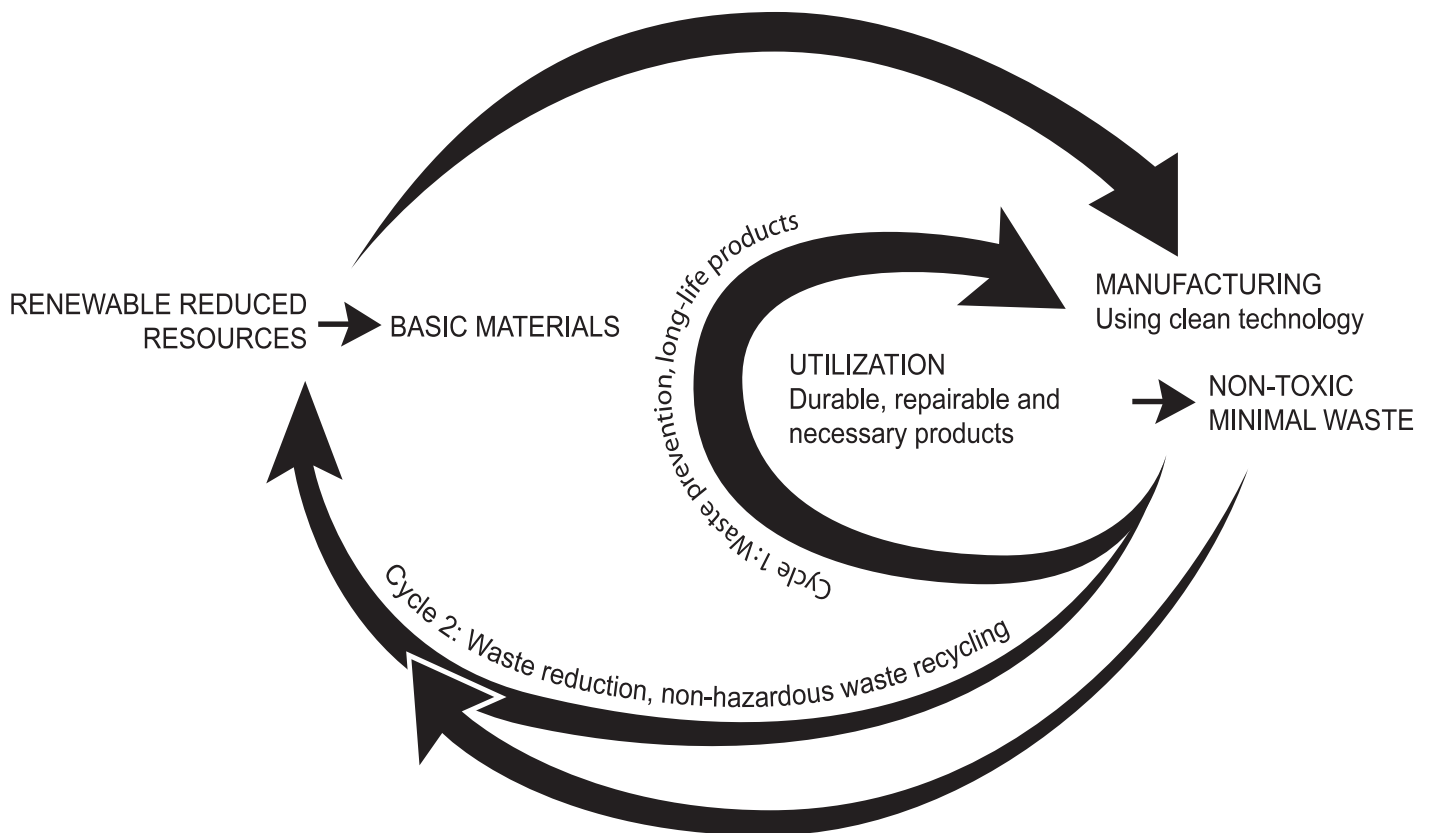 RENEWABLE REDUCED
RESOURCES
BASIC MATERIALS
Cycle 1: Waste prevention, long-life products
UTILIZATION
Durable, repairable and
necessary products
MANUFACTURING
Using clean technology
NON-TOXIC
MINIMAL WASTE
Cycle 2: Waste reduction, non-hazardous waste recycling